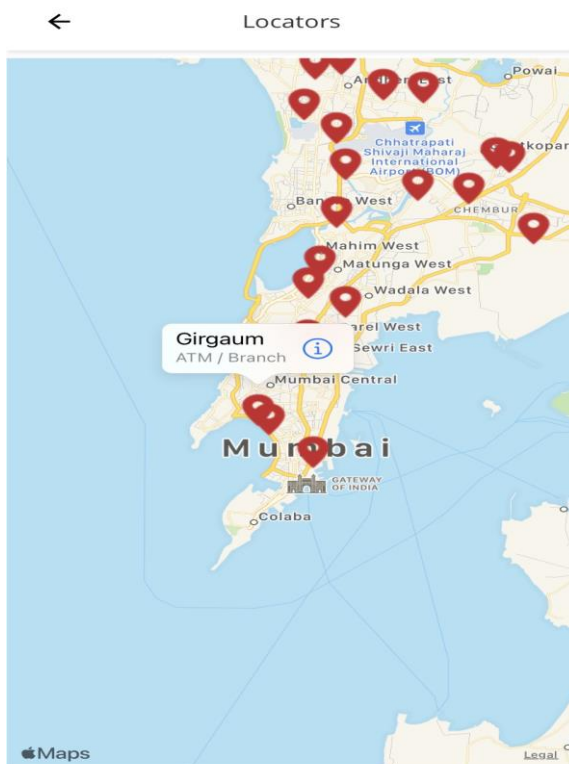 Locators
Powai
Chhatrapati
Shivaji Maharaj
International
Airport (BOM)
CHEMBUR
Mahim West
Matunga West
Wadala West
Girgaum
ATM / Branch
Sewri East
Mumbai Central
Mumbai
GATEWAY
OF INDIA
Colaba
Maps
Legal